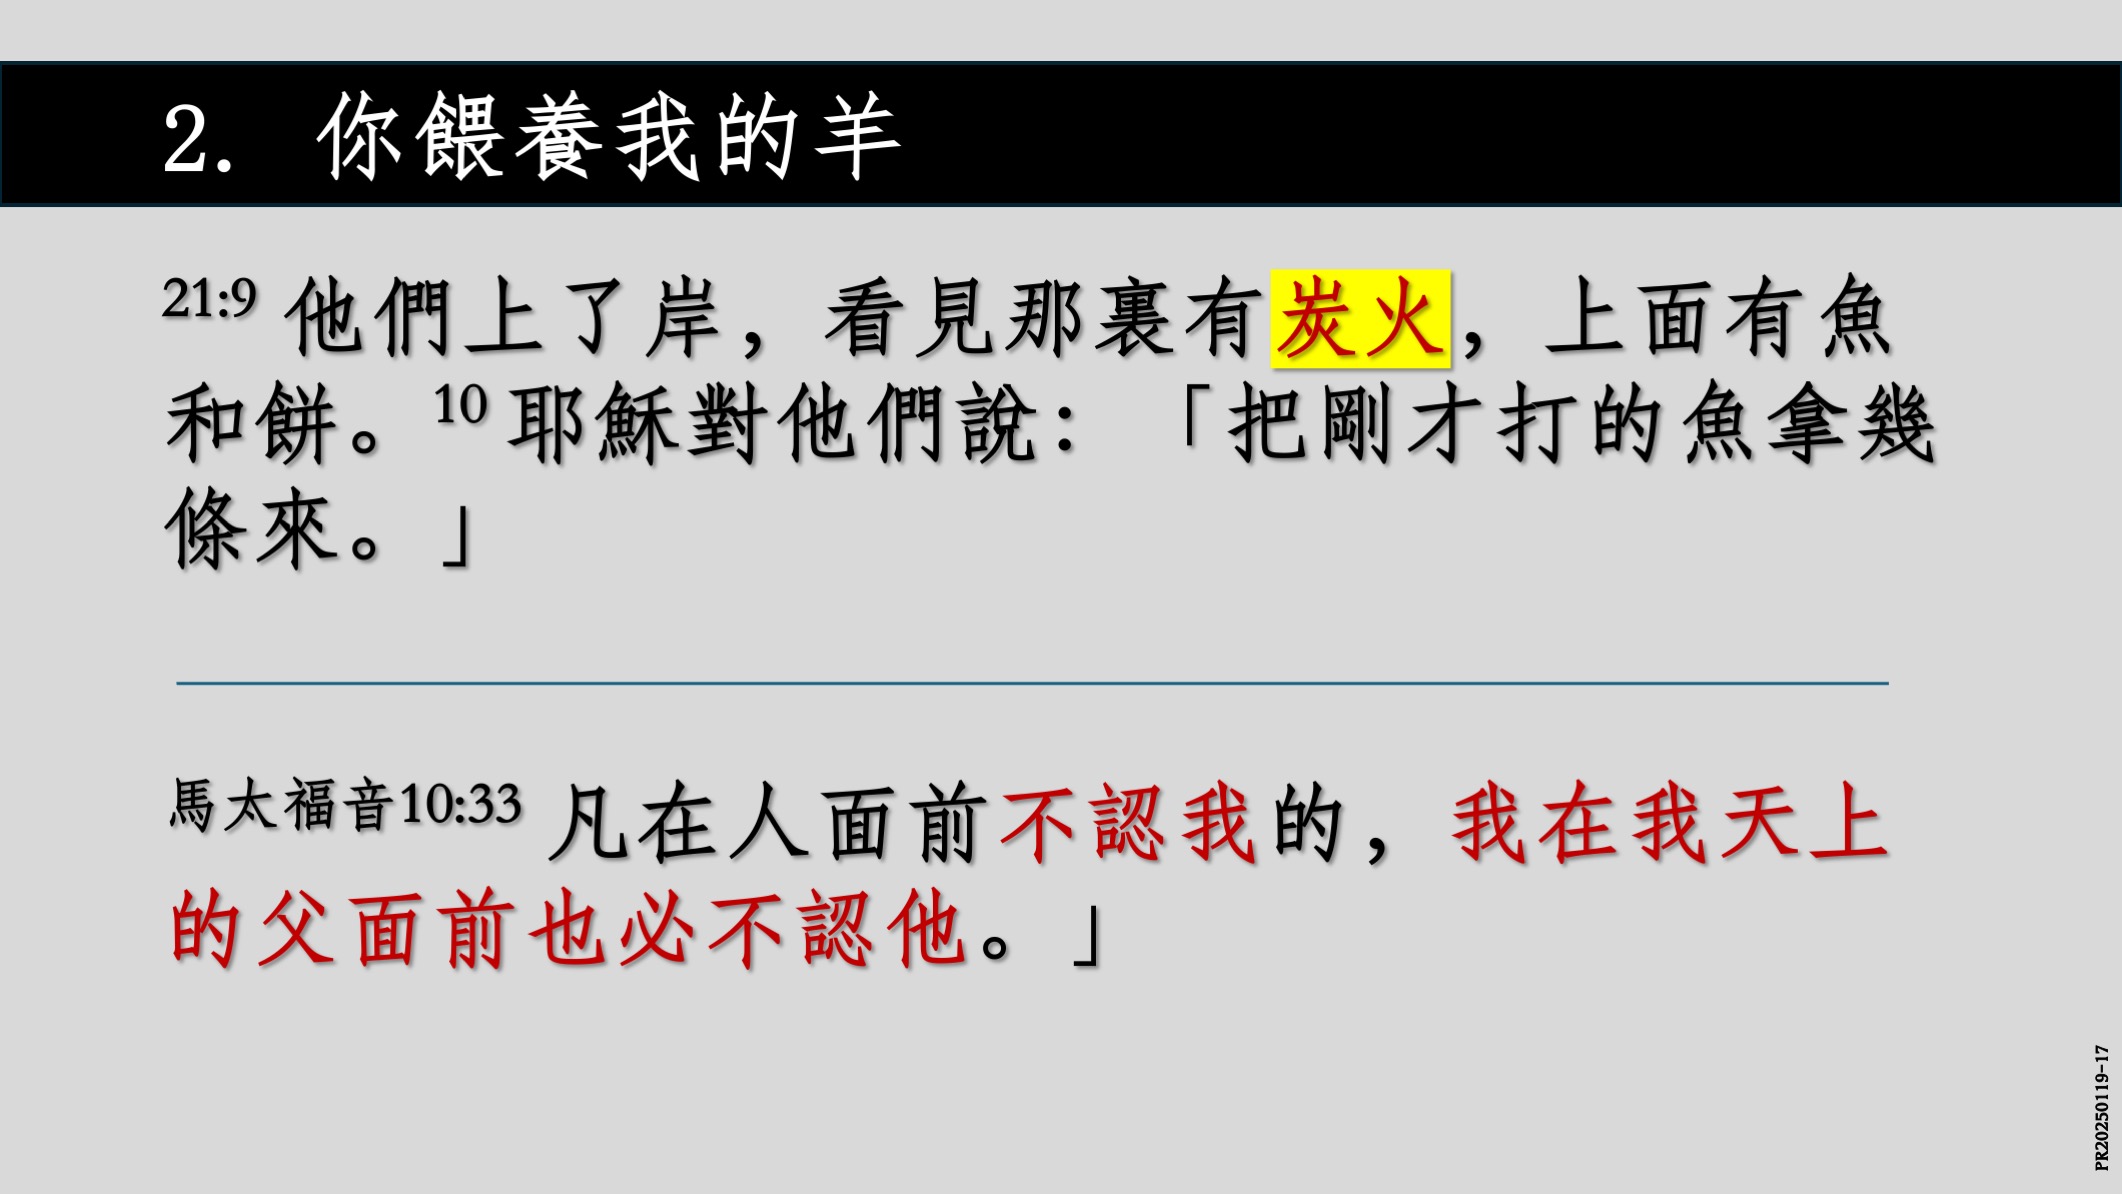 2. 你餵養我的羊
21:9 他們上了岸，看見那裏有炭火，上面有魚
和餅。10 耶穌對他們說：「把剛才打的魚拿幾
條來。」
馬太福音10:33 凡在人面前不認我的，我在我天上
的父面前也必不認他。」
PR20250119-17